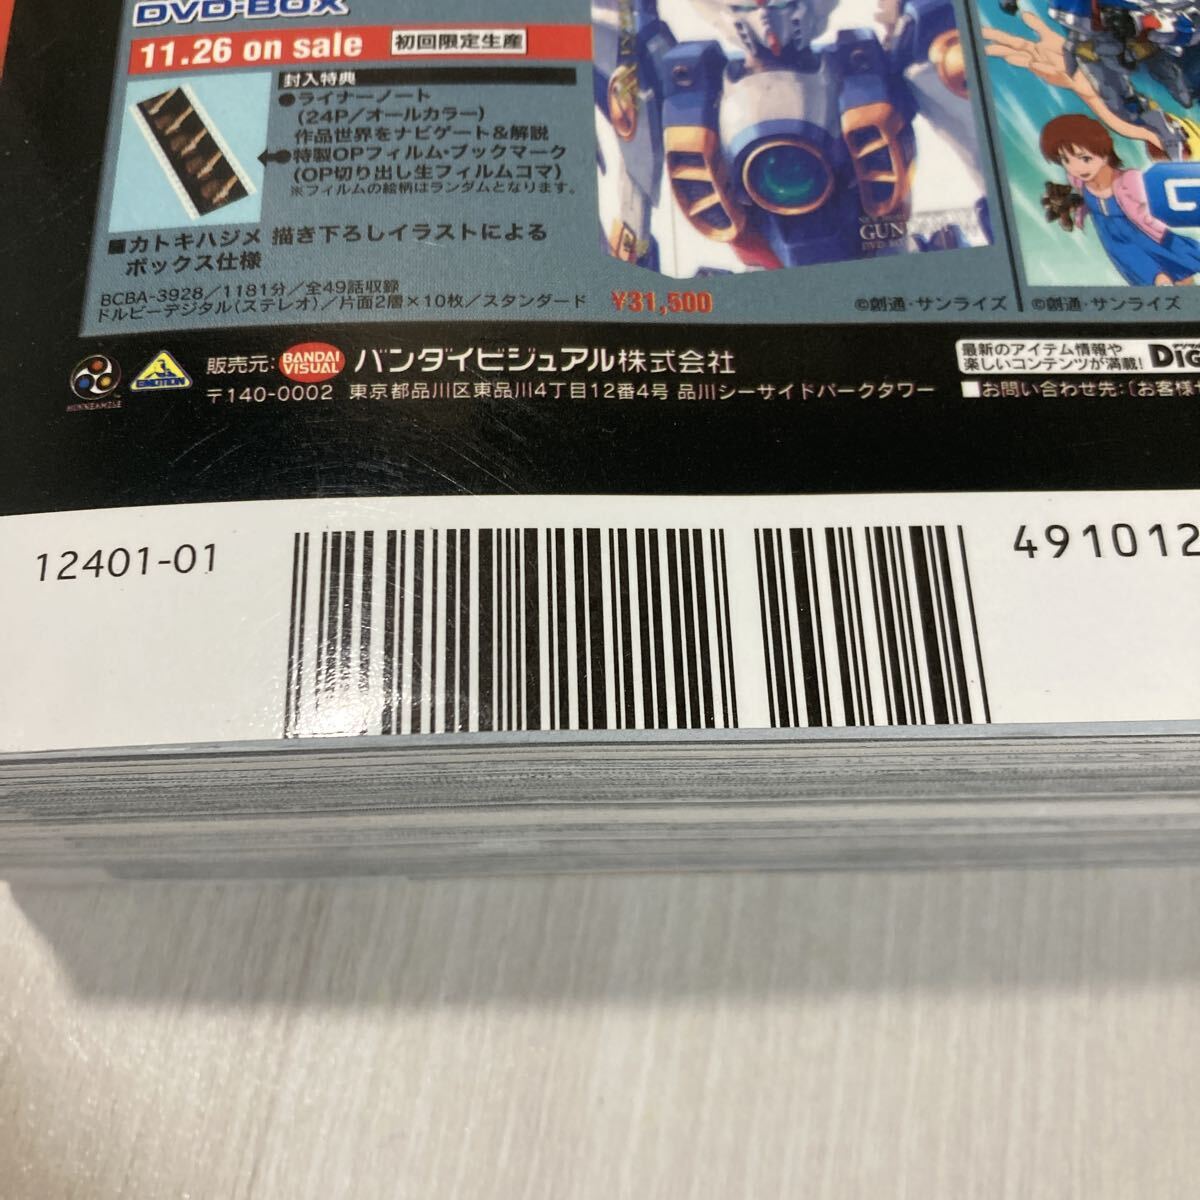 DVD-BOX
11.26 on sale 初回限定生産
封入特典
●ライナーノート
(24P/オールカラー)
作品世界をナビゲート&解説
●特製OPフィルム・ブックマーク
(OP切り出し生フィルムコマ)
※フィルムの絵柄はランダムとなります。
■カトキハジメ 描き下ろしイラストによる
ボックス仕様
BCBA-3928/1181分/全49話収録
ドルビーデジタル(ステレオ)/片面2層×10枚/スタンダード
¥31,500
©創通・サンライズ
©創通・サンライズ
販売元: BANDAI VISUAL バンダイビジュアル株式会社
〒140-0002 東京都品川区東品川4丁目12番4号 品川シーサイドパークタワー
EMOTION
最新のアイテム情報や
楽しいコンテンツが満載!
■お問い合わせ先:(お客様
12401-01
491012